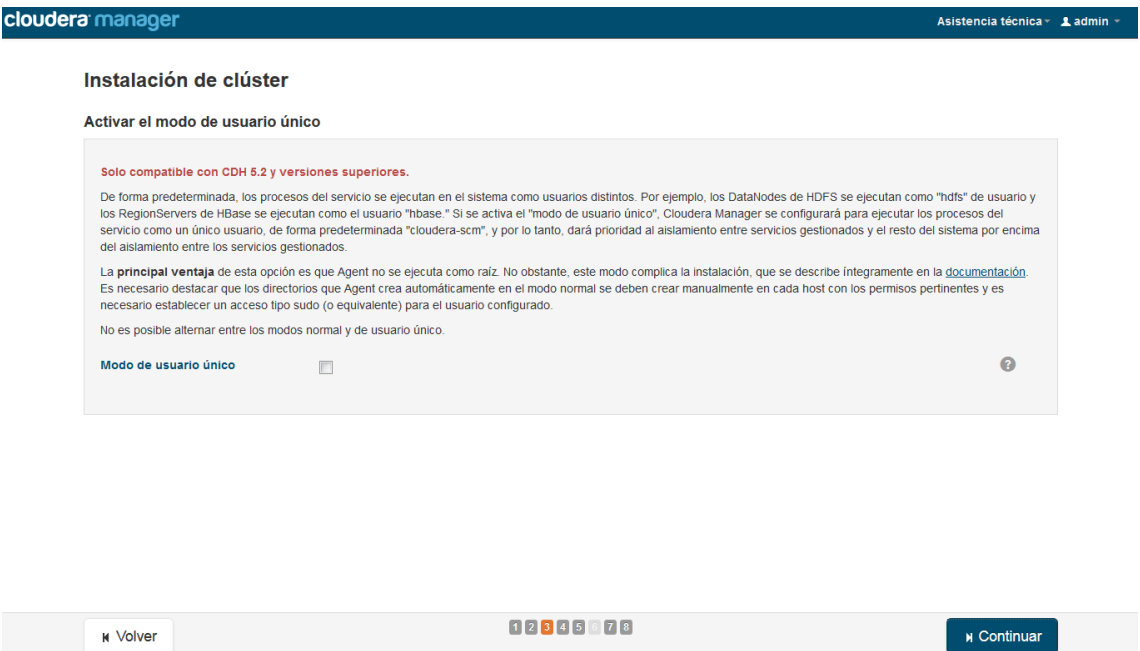 cloudera manager
Asistencia técnica admin
Instalación de clúster
Activar el modo de usuario único
Solo compatible con CDH 5.2 y versiones superiores.
De forma predeterminada, los procesos del servicio se ejecutan en el sistema como usuarios distintos. Por ejemplo, los DataNodes de HDFS se ejecutan como "hdfs" de usuario y
los RegionServers de HBase se ejecutan como el usuario "hbase." Si se activa el "modo de usuario único", Cloudera Manager se configurará para ejecutar los procesos del
servicio como un único usuario, de forma predeterminada "cloudera-scm", y por lo tanto, dará prioridad al aislamiento entre servicios gestionados y el resto del sistema por encima
del aislamiento entre los servicios gestionados.
La principal ventaja de esta opción es que Agent no se ejecuta como raíz. No obstante, este modo complica la instalación, que se describe íntegramente en la documentación.
Es necesario destacar que los directorios que Agent crea automáticamente en el modo normal se deben crear manualmente en cada host con los permisos pertinentes y es
necesario establecer un acceso tipo sudo (o equivalente) para el usuario configurado.
No es posible alternar entre los modos normal y de usuario único.
Modo de usuario único ?
Volver 1 2 3 4 5 6 7 8 Continuar